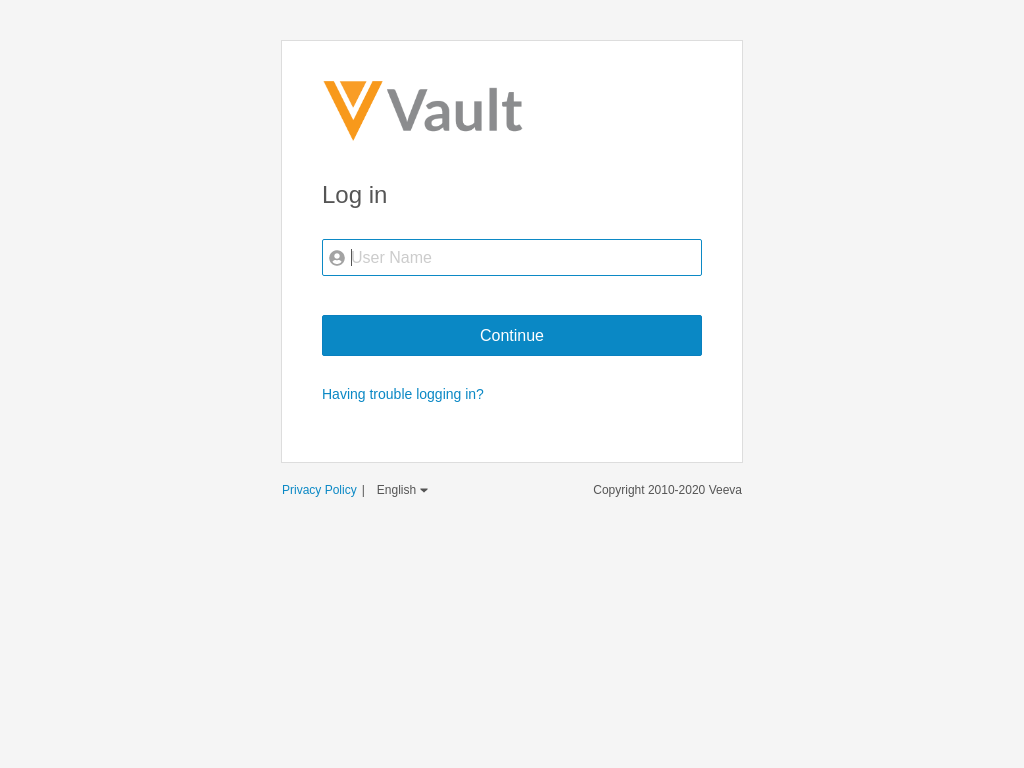 Vault
Log in
User Name
Continue
Having trouble logging in?
Privacy Policy | English Copyright 2010-2020 Veeva